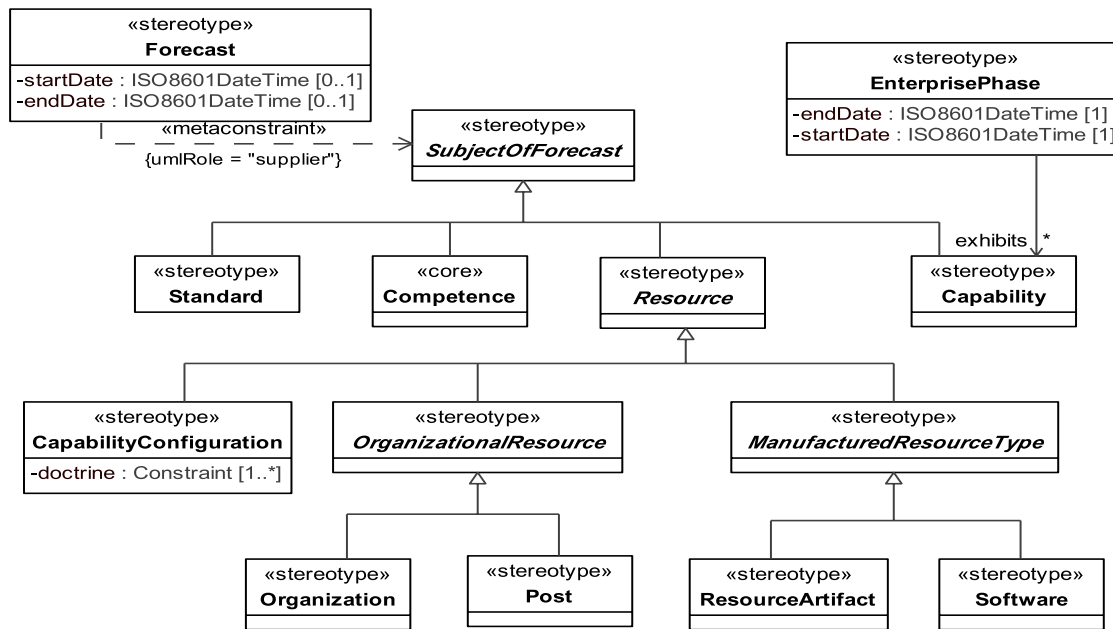 «stereotype»
Forecast
-startDate : ISO8601DateTime [0..1]
-endDate : ISO8601DateTime [0..1]
«stereotype»
EnterprisePhase
-endDate : ISO8601DateTime [1]
-startDate : ISO8601DateTime [1]
«metaconstraint»
{umlRole = "supplier"}
«stereotype»
SubjectOfForecast
exhibits *
«stereotype»
Standard
«core»
Competence
«stereotype»
Resource
«stereotype»
Capability
«stereotype»
CapabilityConfiguration
-doctrine : Constraint [1..*]
«stereotype»
OrganizationalResource
«stereotype»
ManufacturedResourceType
«stereotype»
Organization
«stereotype»
Post
«stereotype»
ResourceArtifact
«stereotype»
Software